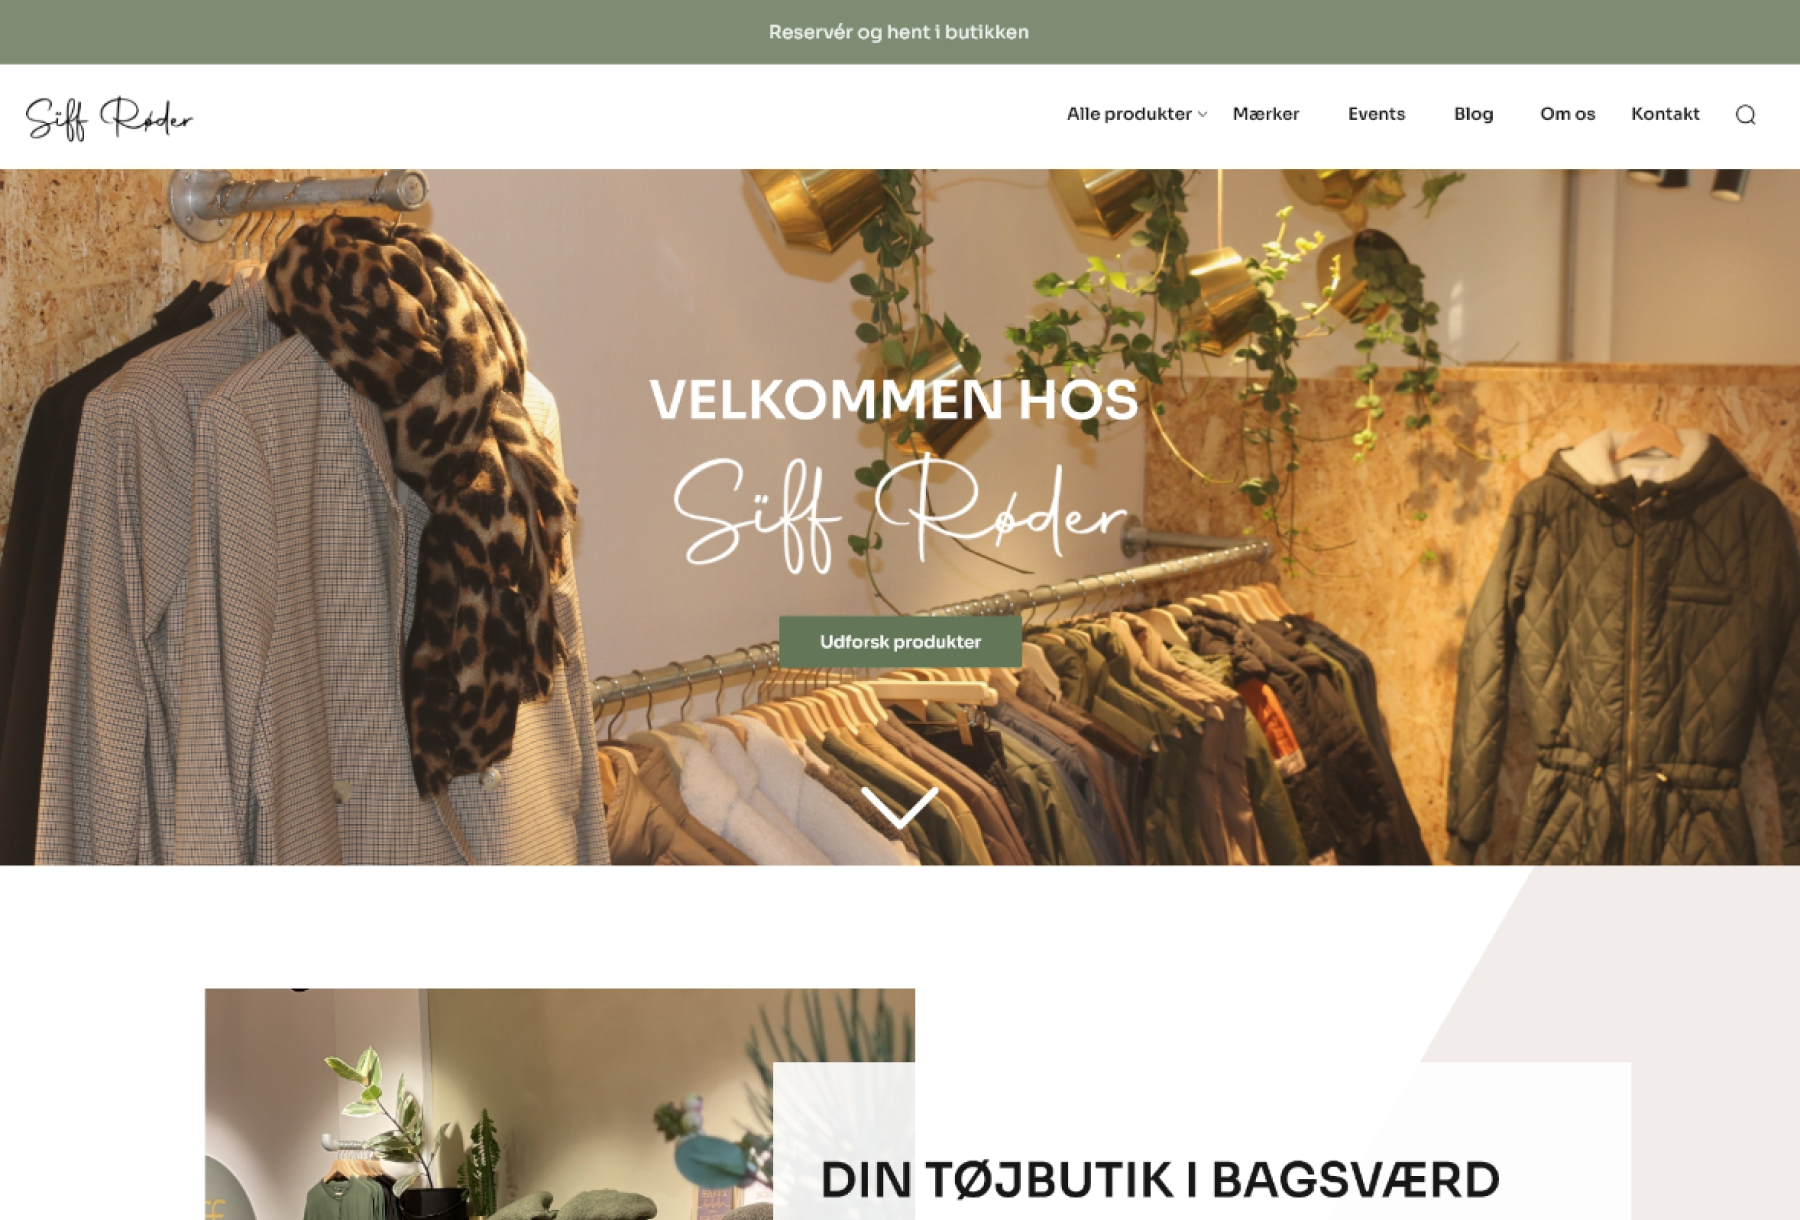 Reservér og hent i butikken
Siff Røder
Alle produkter Mærker Events Blog Om os Kontakt
VELKOMMEN HOS
Siff Røder
Udforsk produkter
DIN TØJBUTIK I BAGSVÆRD